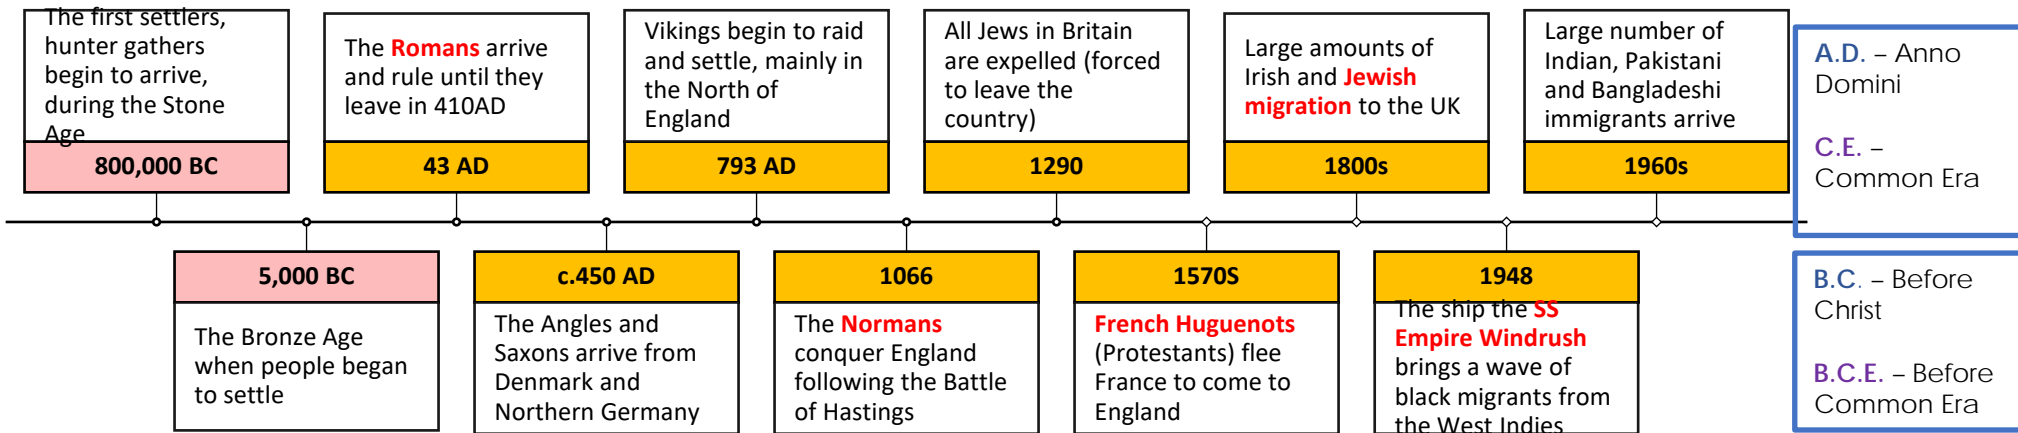 The first settlers,
hunter gathers
begin to arrive,
during the Stone
Age
800,000 BC
The Romans arrive
and rule until they
leave in 410AD
43 AD
Vikings begin to raid
and settle, mainly in
the North of
England
793 AD
All Jews in Britain
are expelled (forced
to leave the
country)
1290
Large amounts of
Irish and Jewish
migration to the UK
1800s
Large number of
Indian, Pakistani
and Bangladeshi
immigrants arrive
1960s
A.D. – Anno
Domini
C.E. –
Common Era
5,000 BC
The Bronze Age
when people began
to settle
c.450 AD
The Angles and
Saxons arrive from
Denmark and
Northern Germany
1066
The Normans
conquer England
following the Battle
of Hastings
1570S
French Huguenots
(Protestants) flee
France to come to
England
1948
The ship the SS
Empire Windrush
brings a wave of
black migrants from
the West Indies
B.C. – Before
Christ
B.C.E. – Before
Common Era